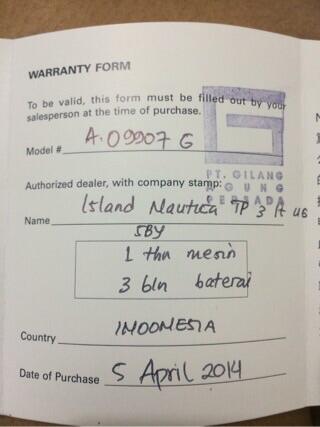 WARRANTY FORM
To be valid, this form must be filled out by your
salesperson at the time of purchase.
Model # A.09907 G
PT. GILANG
AGUNG
PERSADA
Authorized dealer, with company stamp:
Name Island Nautica TP 3 lt UG
SBY
1 thn mesin
3 bln baterai
Country INDONESIA
Date of Purchase 5 April 2014